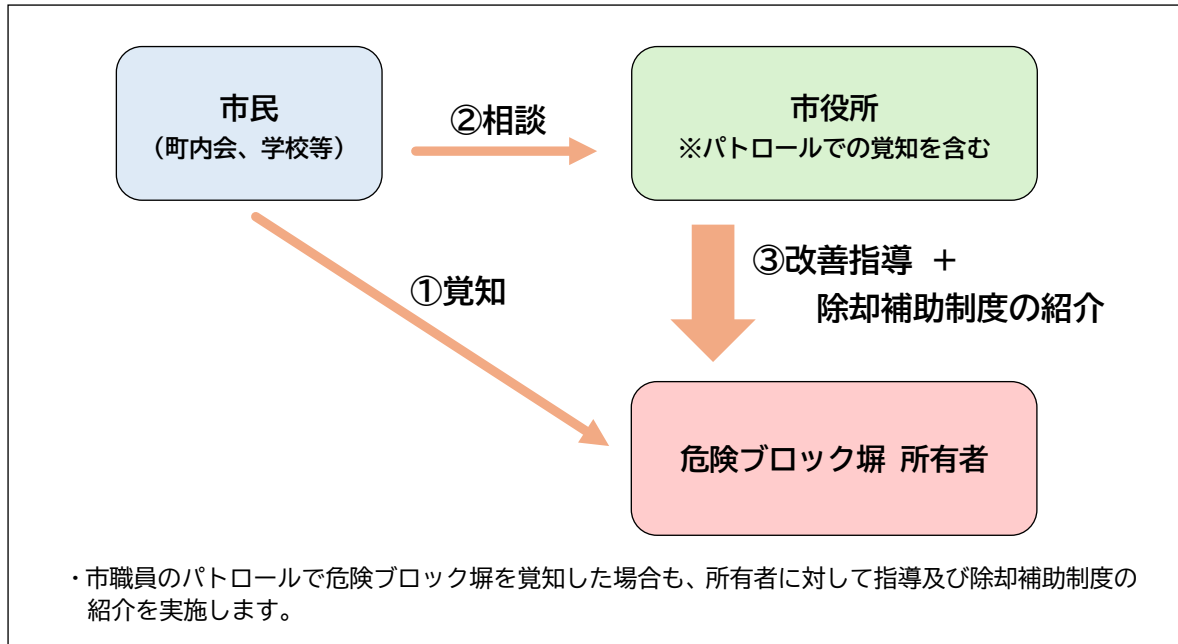 市民
(町内会、学校等)
②相談
市役所
※パトロールでの覚知を含む
①覚知
③改善指導 ＋
除却補助制度の紹介
危険ブロック塀 所有者
・市職員のパトロールで危険ブロック塀を覚知した場合も、所有者に対して指導及び除却補助制度の
紹介を実施します。